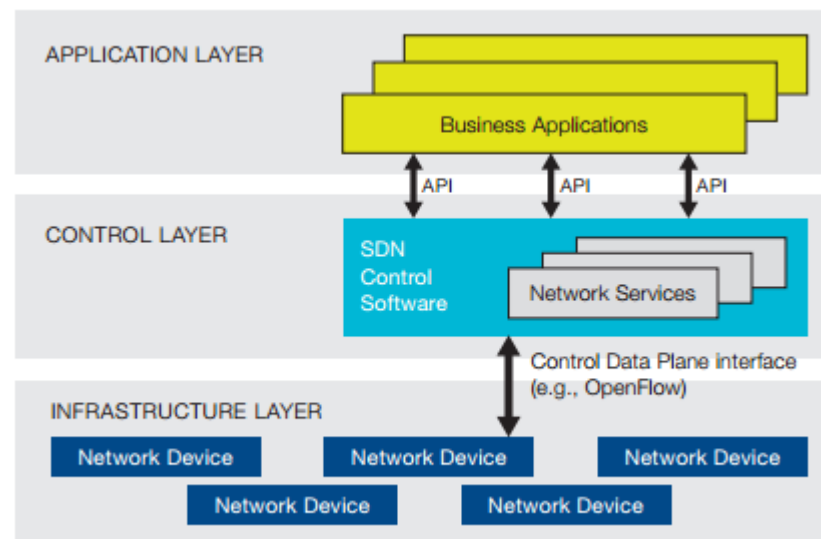 APPLICATION LAYER
Business Applications
API
API
API
CONTROL LAYER
SDN
Control
Software
Network Services
Control Data Plane interface
(e.g., OpenFlow)
INFRASTRUCTURE LAYER
Network Device
Network Device
Network Device
Network Device
Network Device